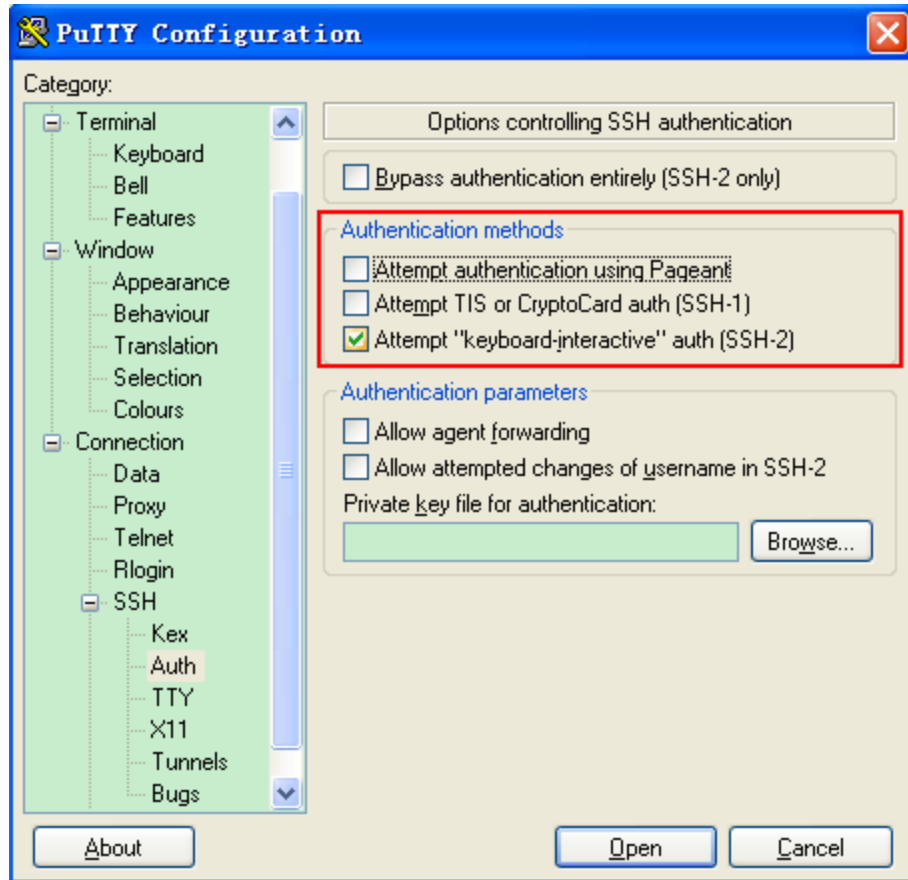 PuTTY Configuration
Category:
Terminal
Keyboard
Bell
Features
Window
Appearance
Behaviour
Translation
Selection
Colours
Connection
Data
Proxy
Telnet
Rlogin
SSH
Kex
Auth
TTY
X11
Tunnels
Bugs
Options controlling SSH authentication
Bypass authentication entirely (SSH-2 only)
Authentication methods
Attempt authentication using Pageant
Attempt TIS or CryptoCard auth (SSH-1)
Attempt "keyboard-interactive" auth (SSH-2)
Authentication parameters
Allow agent forwarding
Allow attempted changes of username in SSH-2
Private key file for authentication:
Browse...
About
Open
Cancel